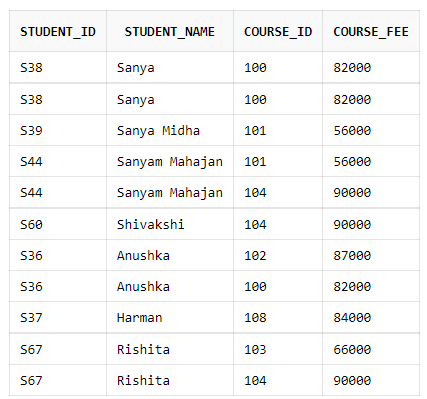 STUDENT_ID STUDENT_NAME COURSE_ID COURSE_FEE
S38 Sanya 100 82000
S38 Sanya 100 82000
S39 Sanya Midha 101 56000
S44 Sanyam Mahajan 101 56000
S44 Sanyam Mahajan 104 90000
S60 Shivakshi 104 90000
S36 Anushka 102 87000
S36 Anushka 100 82000
S37 Harman 108 84000
S67 Rishita 103 66000
S67 Rishita 104 90000